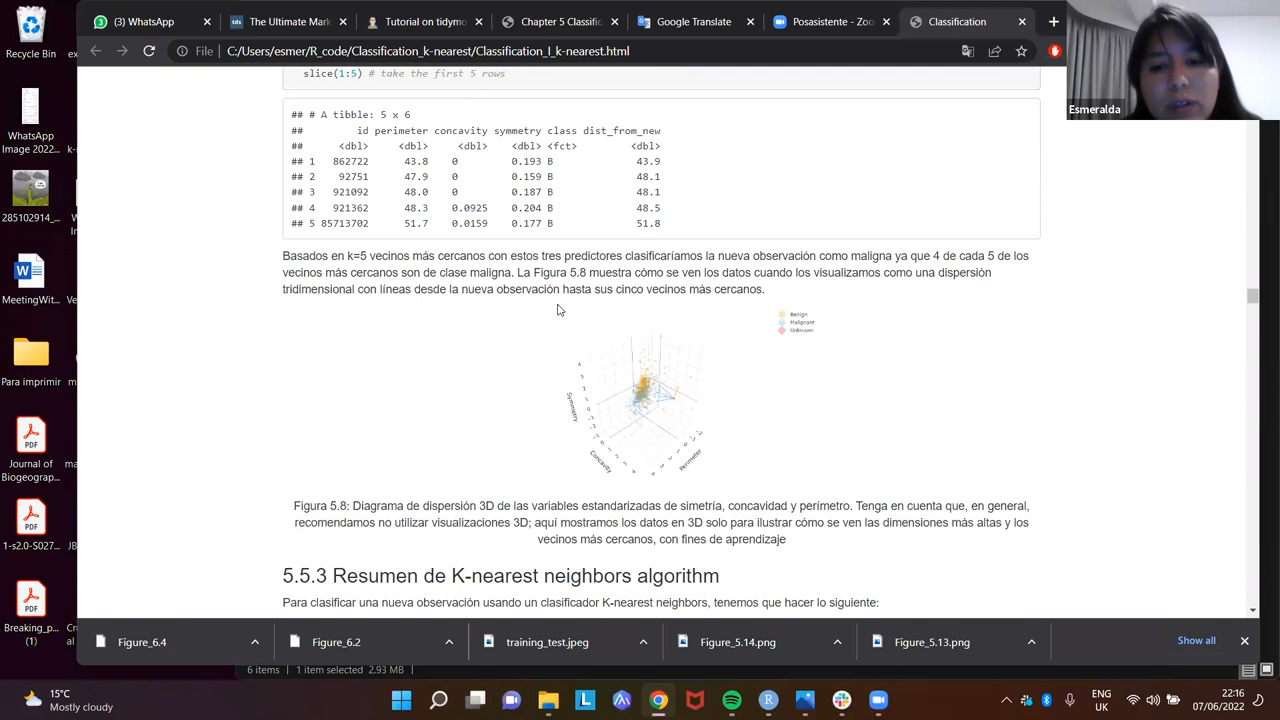 Recycle Bin
WhatsApp
Image 2022...
285102914_...
MeetingWit...
Para imprimir
Journal of
Biogeograp...
1-s2.0-S027...
Breaking_p...
(1)
(3) WhatsApp
The Ultimate Mark
Tutorial on tidymo
Chapter 5 Classific
Google Translate
Posasistente - Zoo
Classification
C:/Users/esmer/R_code/Classification_k-nearest/Classification_I_k-nearest.html
Esmeralda
slice(1:5) # take the first 5 rows
## # A tibble: 5 x 6
## id perimeter concavity symmetry class dist_from_new
## <dbl> <dbl> <dbl> <dbl> <fct> <dbl>
## 1 862722 43.8 0 0.193 B 43.9
## 2 92751 47.9 0 0.159 B 48.1
## 3 921092 48.0 0 0.187 B 48.1
## 4 921362 48.3 0.0925 0.204 B 48.5
## 5 85713702 51.7 0.0159 0.177 B 51.8
Basados en k=5 vecinos más cercanos con estos tres predictores clasificaríamos la nueva observación como maligna ya que 4 de cada 5 de los
vecinos más cercanos son de clase maligna. La Figura 5.8 muestra cómo se ven los datos cuando los visualizamos como una dispersión
tridimensional con líneas desde la nueva observación hasta sus cinco vecinos más cercanos.
Benign
Malignant
Unknown
Symmetry
Concavity
Perimeter
Figura 5.8: Diagrama de dispersión 3D de las variables estandarizadas de simetría, concavidad y perímetro. Tenga en cuenta que, en general,
recomendamos no utilizar visualizaciones 3D; aquí mostramos los datos en 3D solo para ilustrar cómo se ven las dimensiones más altas y los
vecinos más cercanos, con fines de aprendizaje
5.5.3 Resumen de K-nearest neighbors algorithm
Para clasificar una nueva observación usando un clasificador K-nearest neighbors, tenemos que hacer lo siguiente:
Figure_6.4
Figure_6.2
training_test.jpeg
Figure_5.14.png
Figure_5.13.png
Show all
6 items 1 item selected 2.93 MB
15°C
Mostly cloudy
ENG
UK
22:16
07/06/2022